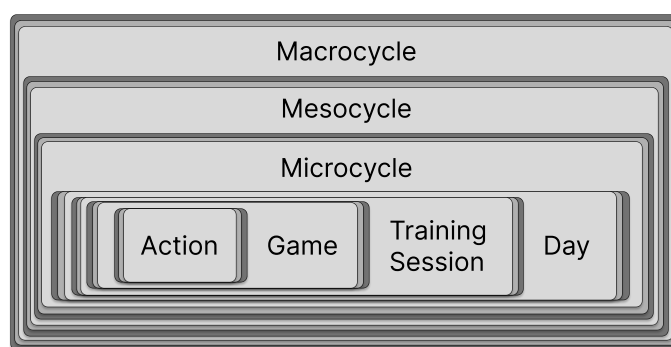 Macrocycle
Mesocycle
Microcycle
Action
Game
Training
Session
Day